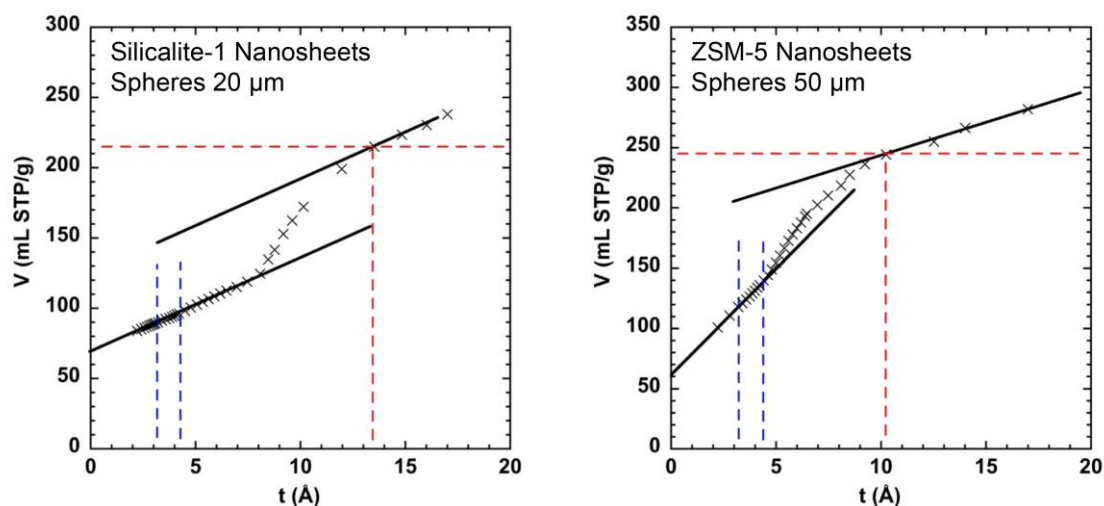 Silicalite-1 Nanosheets
Spheres 20 µm
V (mL STP/g)
300
250
200
150
100
50
0
0 5 10 15 20
t (Å)
ZSM-5 Nanosheets
Spheres 50 µm
V (mL STP/g)
350
300
250
200
150
100
50
0
0 5 10 15 20
t (Å)